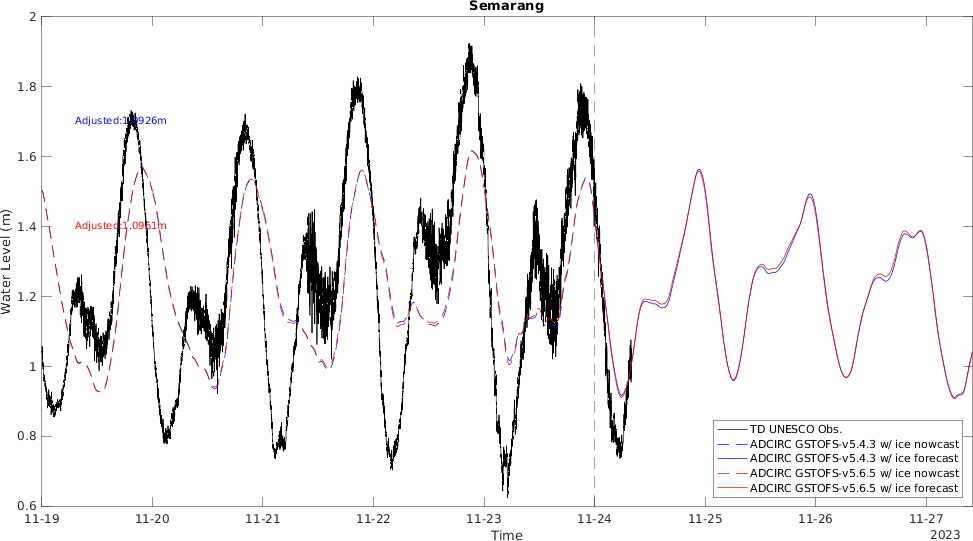 Semarang
2
1.8
1.6
1.4
1.2
1
0.8
0.6
Water Level (m)
Adjusted:1.0926m
Adjusted:1.0961m
TD UNESCO Obs.
ADCIRC GSTOFS-v5.4.3 w/ ice nowcast
ADCIRC GSTOFS-v5.4.3 w/ ice forecast
ADCIRC GSTOFS-v5.6.5 w/ ice nowcast
ADCIRC GSTOFS-v5.6.5 w/ ice forecast
11-19 11-20 11-21 11-22 11-23 11-24 11-25 11-26 11-27
Time
2023